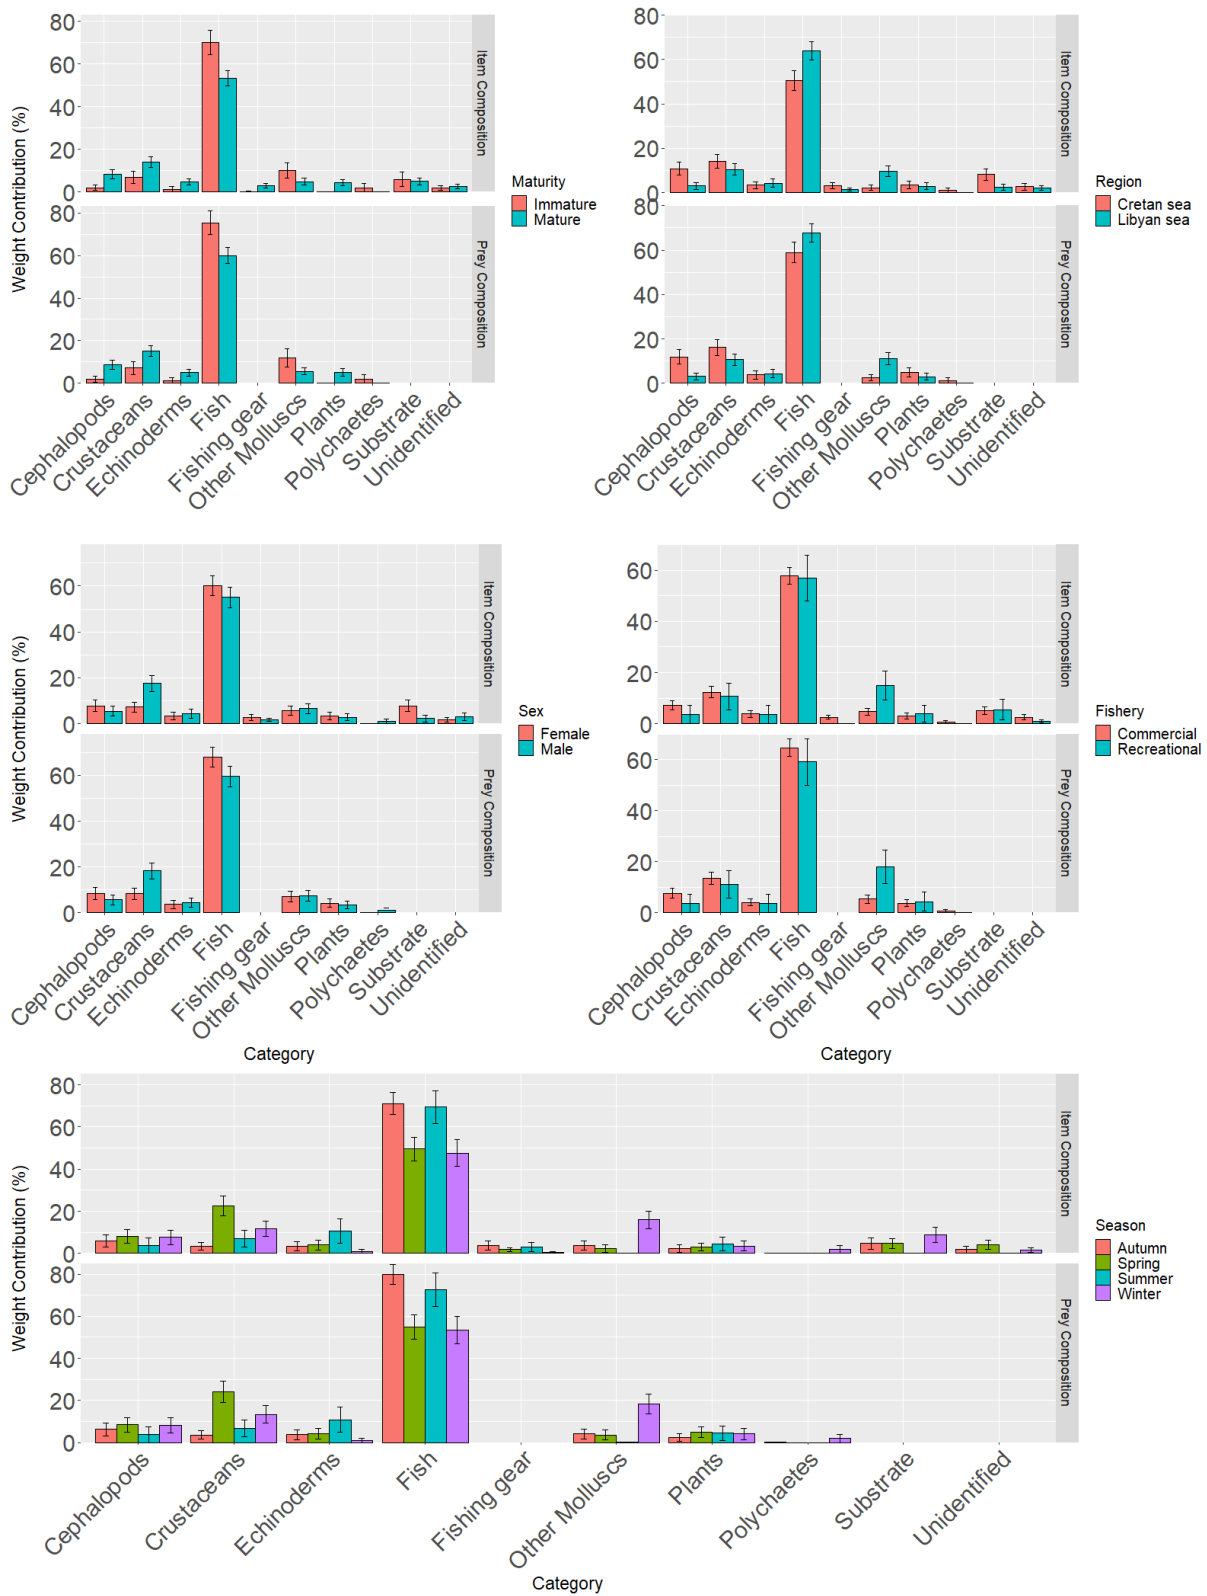 Weight Contribution (%)
80
60
40
20
0
Item Composition
80
60
40
20
0
Prey Composition
Cephalopods
Crustaceans
Echinoderms
Fish
Fishing gear
Other Molluscs
Plants
Polychaetes
Substrate
Unidentified
Maturity
Immature
Mature
80
60
40
20
0
Item Composition
80
60
40
20
0
Prey Composition
Cephalopods
Crustaceans
Echinoderms
Fish
Fishing gear
Other Molluscs
Plants
Polychaetes
Substrate
Unidentified
Region
Cretan sea
Libyan sea
Weight Contribution (%)
60
40
20
0
Item Composition
60
40
20
0
Prey Composition
Cephalopods
Crustaceans
Echinoderms
Fish
Fishing gear
Other Molluscs
Plants
Polychaetes
Substrate
Unidentified
Category
Sex
Female
Male
60
40
20
0
Item Composition
60
40
20
0
Prey Composition
Cephalopods
Crustaceans
Echinoderms
Fish
Fishing gear
Other Molluscs
Plants
Polychaetes
Substrate
Unidentified
Category
Fishery
Commercial
Recreational
Weight Contribution (%)
80
60
40
20
0
Item Composition
80
60
40
20
0
Prey Composition
Cephalopods
Crustaceans
Echinoderms
Fish
Fishing gear
Other Molluscs
Plants
Polychaetes
Substrate
Unidentified
Category
Season
Autumn
Spring
Summer
Winter